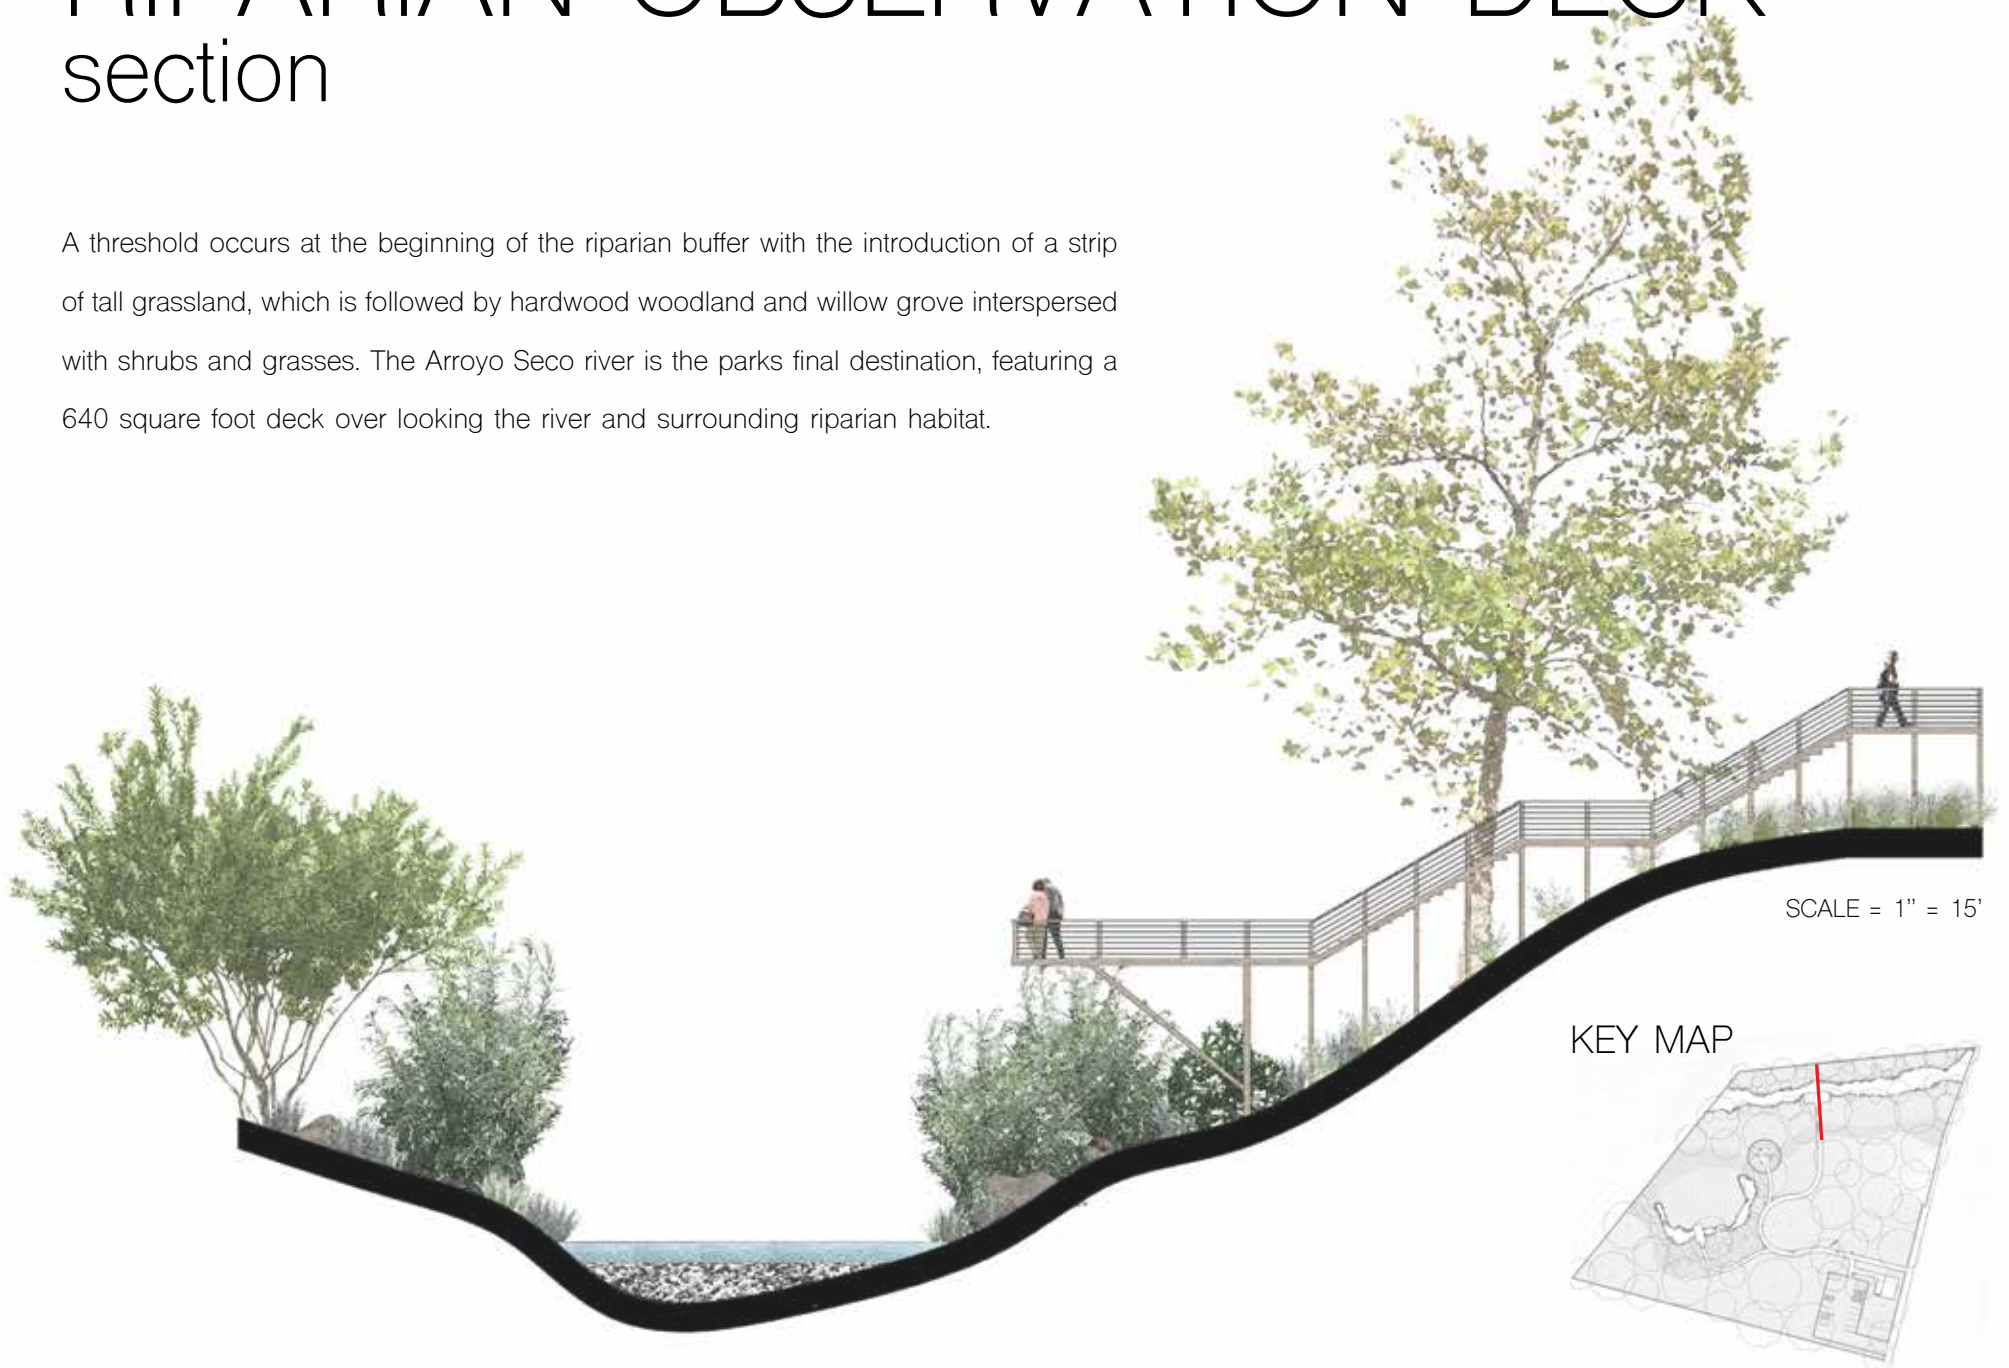 RIPARIAN OBSERVATION DECK
section
A threshold occurs at the beginning of the riparian buffer with the introduction of a strip
of tall grassland, which is followed by hardwood woodland and willow grove interspersed
with shrubs and grasses. The Arroyo Seco river is the parks final destination, featuring a
640 square foot deck over looking the river and surrounding riparian habitat.
SCALE = 1” = 15’
KEY MAP